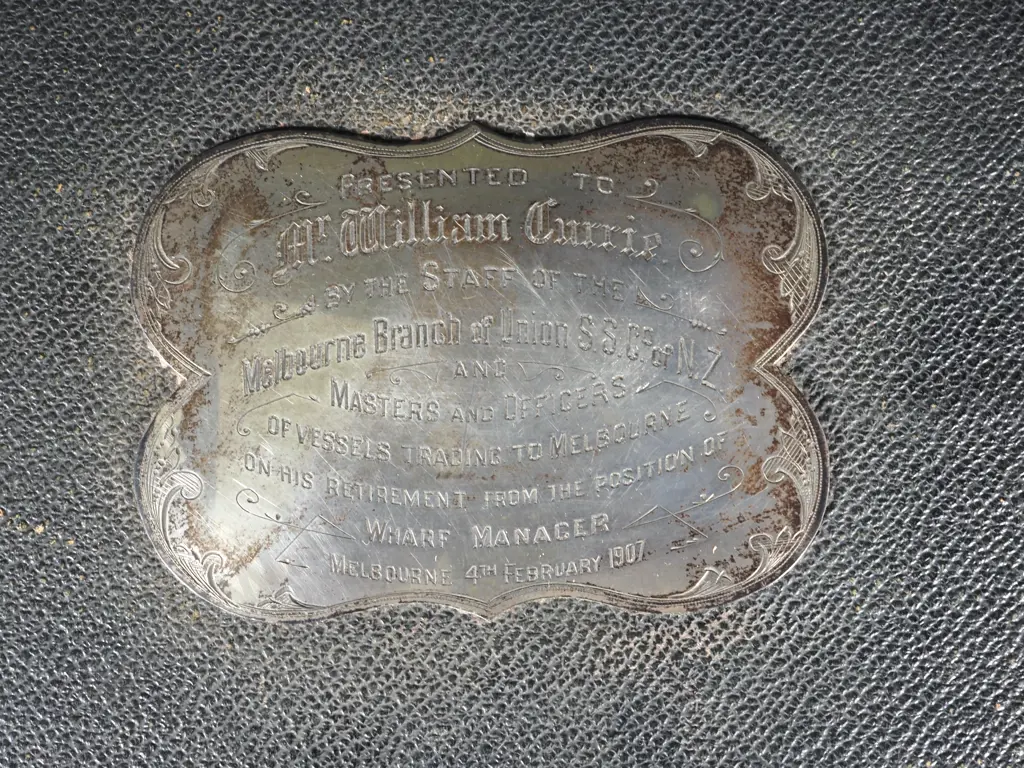 PRESENTED TO
Mr. William Currie.
BY THE STAFF OF THE
Melbourne Branch of Union S.S.Co. of N.Z.
AND
MASTERS AND OFFICERS
OF VESSELS TRADING TO MELBOURNE
ON HIS RETIREMENT FROM THE POSITION OF
WHARF MANAGER
MELBOURNE 4TH FEBRUARY 1907